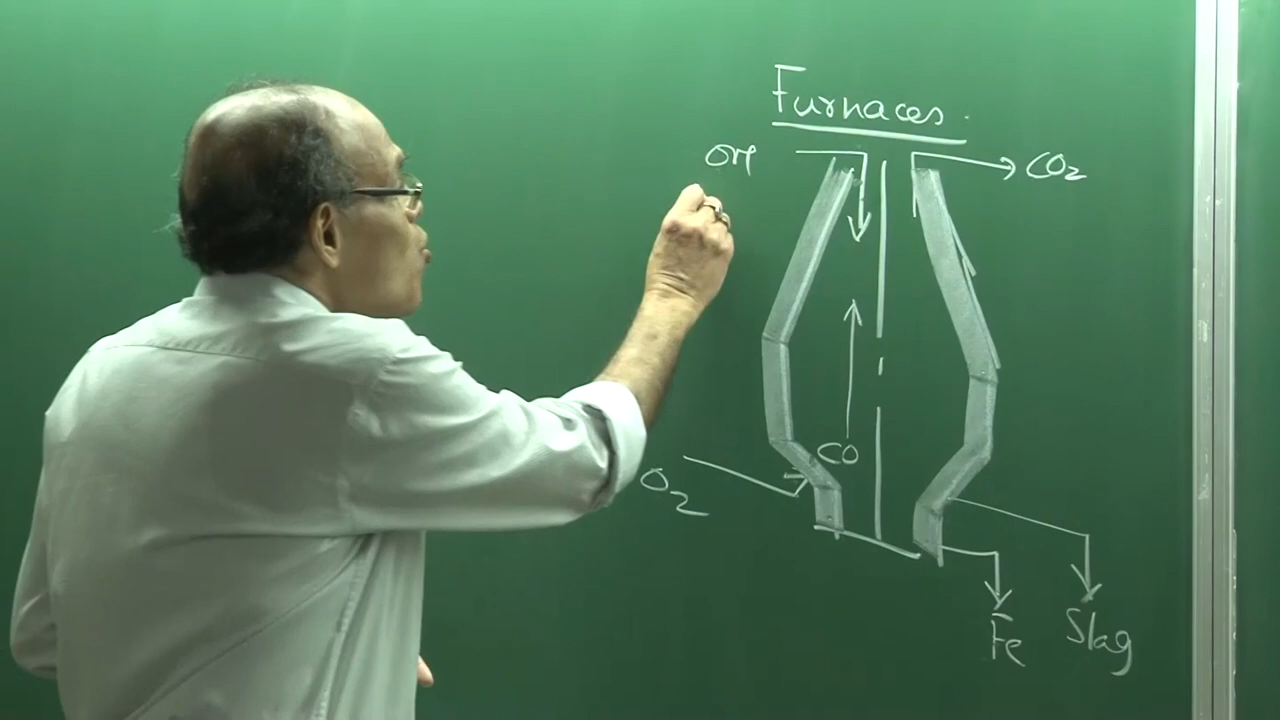 Furnaces.
Ore
CO2
CO
O2
Fe
Slag